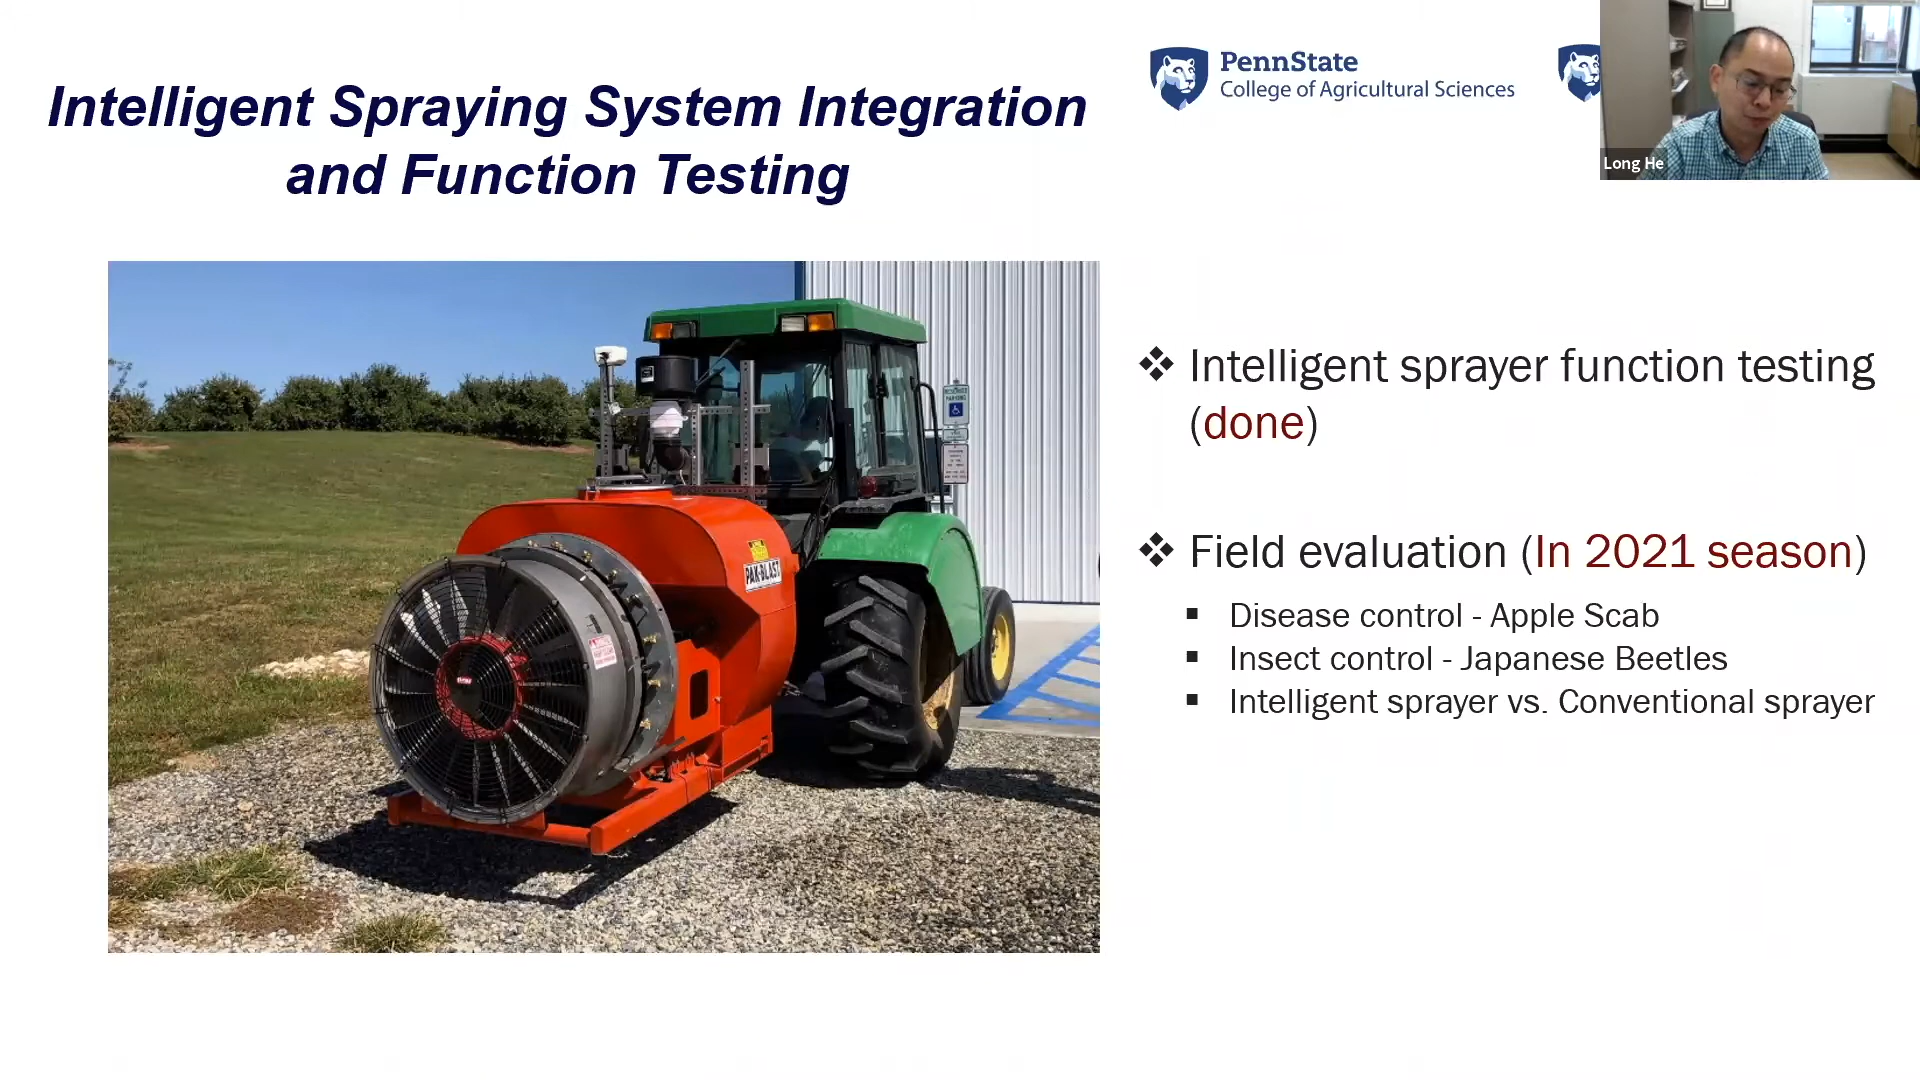 Intelligent Spraying System Integration
and Function Testing
PennState
College of Agricultural Sciences
Long He
PAK-BLAST
❖ Intelligent sprayer function testing
(done)
❖ Field evaluation (In 2021 season)
▪ Disease control - Apple Scab
▪ Insect control - Japanese Beetles
▪ Intelligent sprayer vs. Conventional sprayer